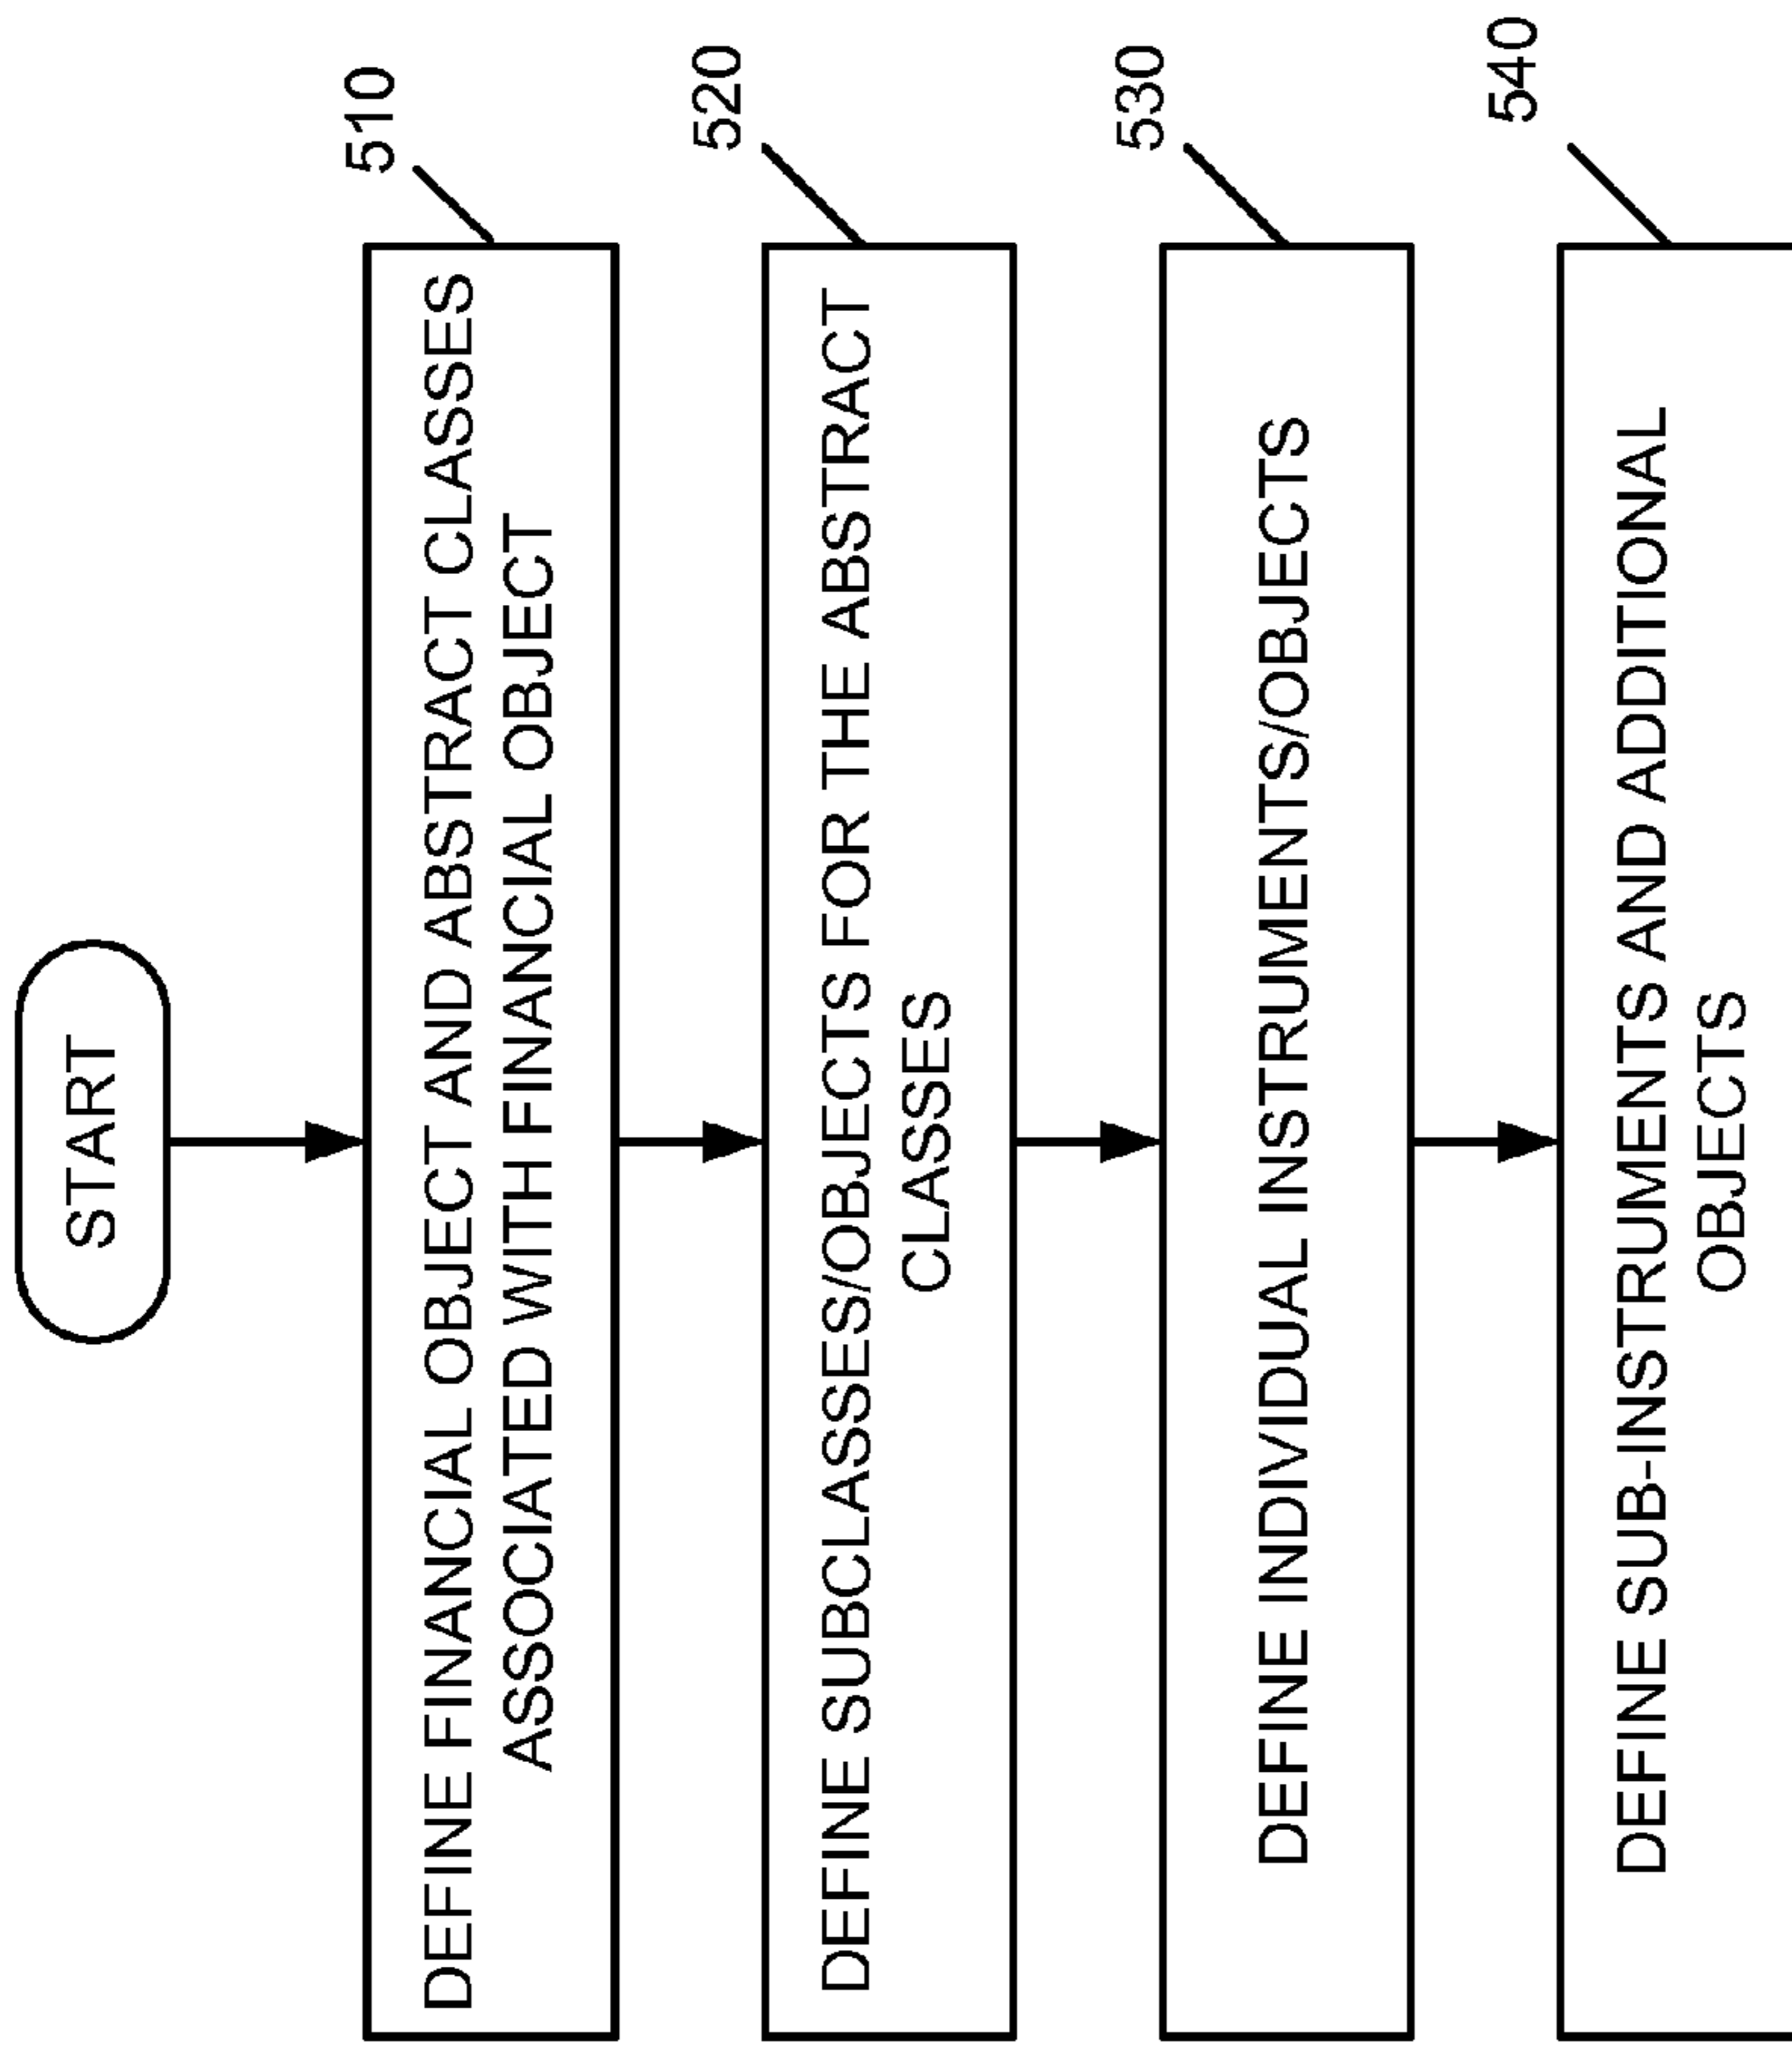 START
510
DEFINE FINANCIAL OBJECT AND ABSTRACT CLASSES
ASSOCIATED WITH FINANCIAL OBJECT
520
DEFINE SUBCLASSES/OBJECTS FOR THE ABSTRACT
CLASSES
530
DEFINE INDIVIDUAL INSTRUMENTS/OBJECTS
540
DEFINE SUB-INSTRUMENTS AND ADDITIONAL
OBJECTS